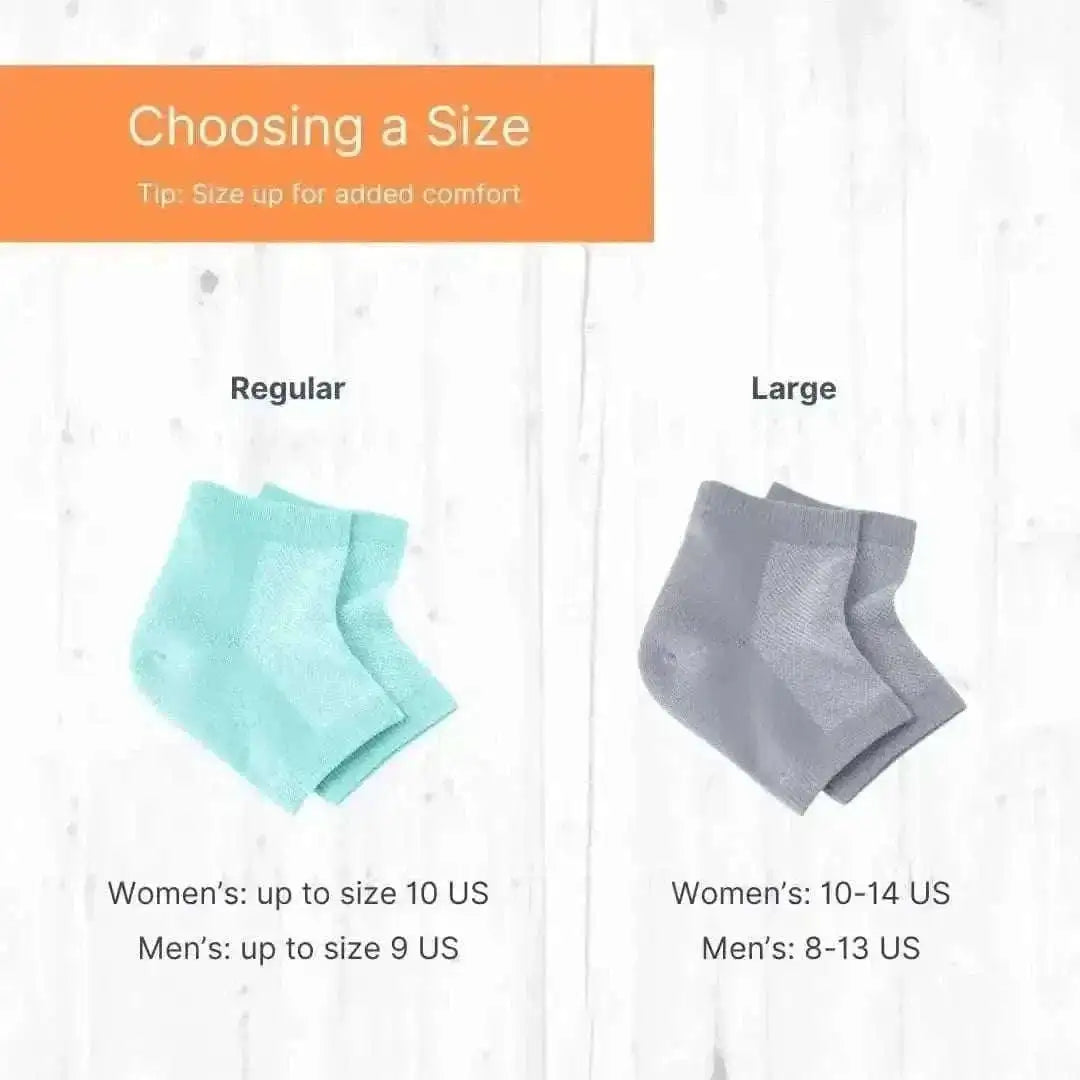 Choosing a Size
Tip: Size up for added comfort
Regular
Large
Women’s: up to size 10 US
Men’s: up to size 9 US
Women’s: 10-14 US
Men’s: 8-13 US